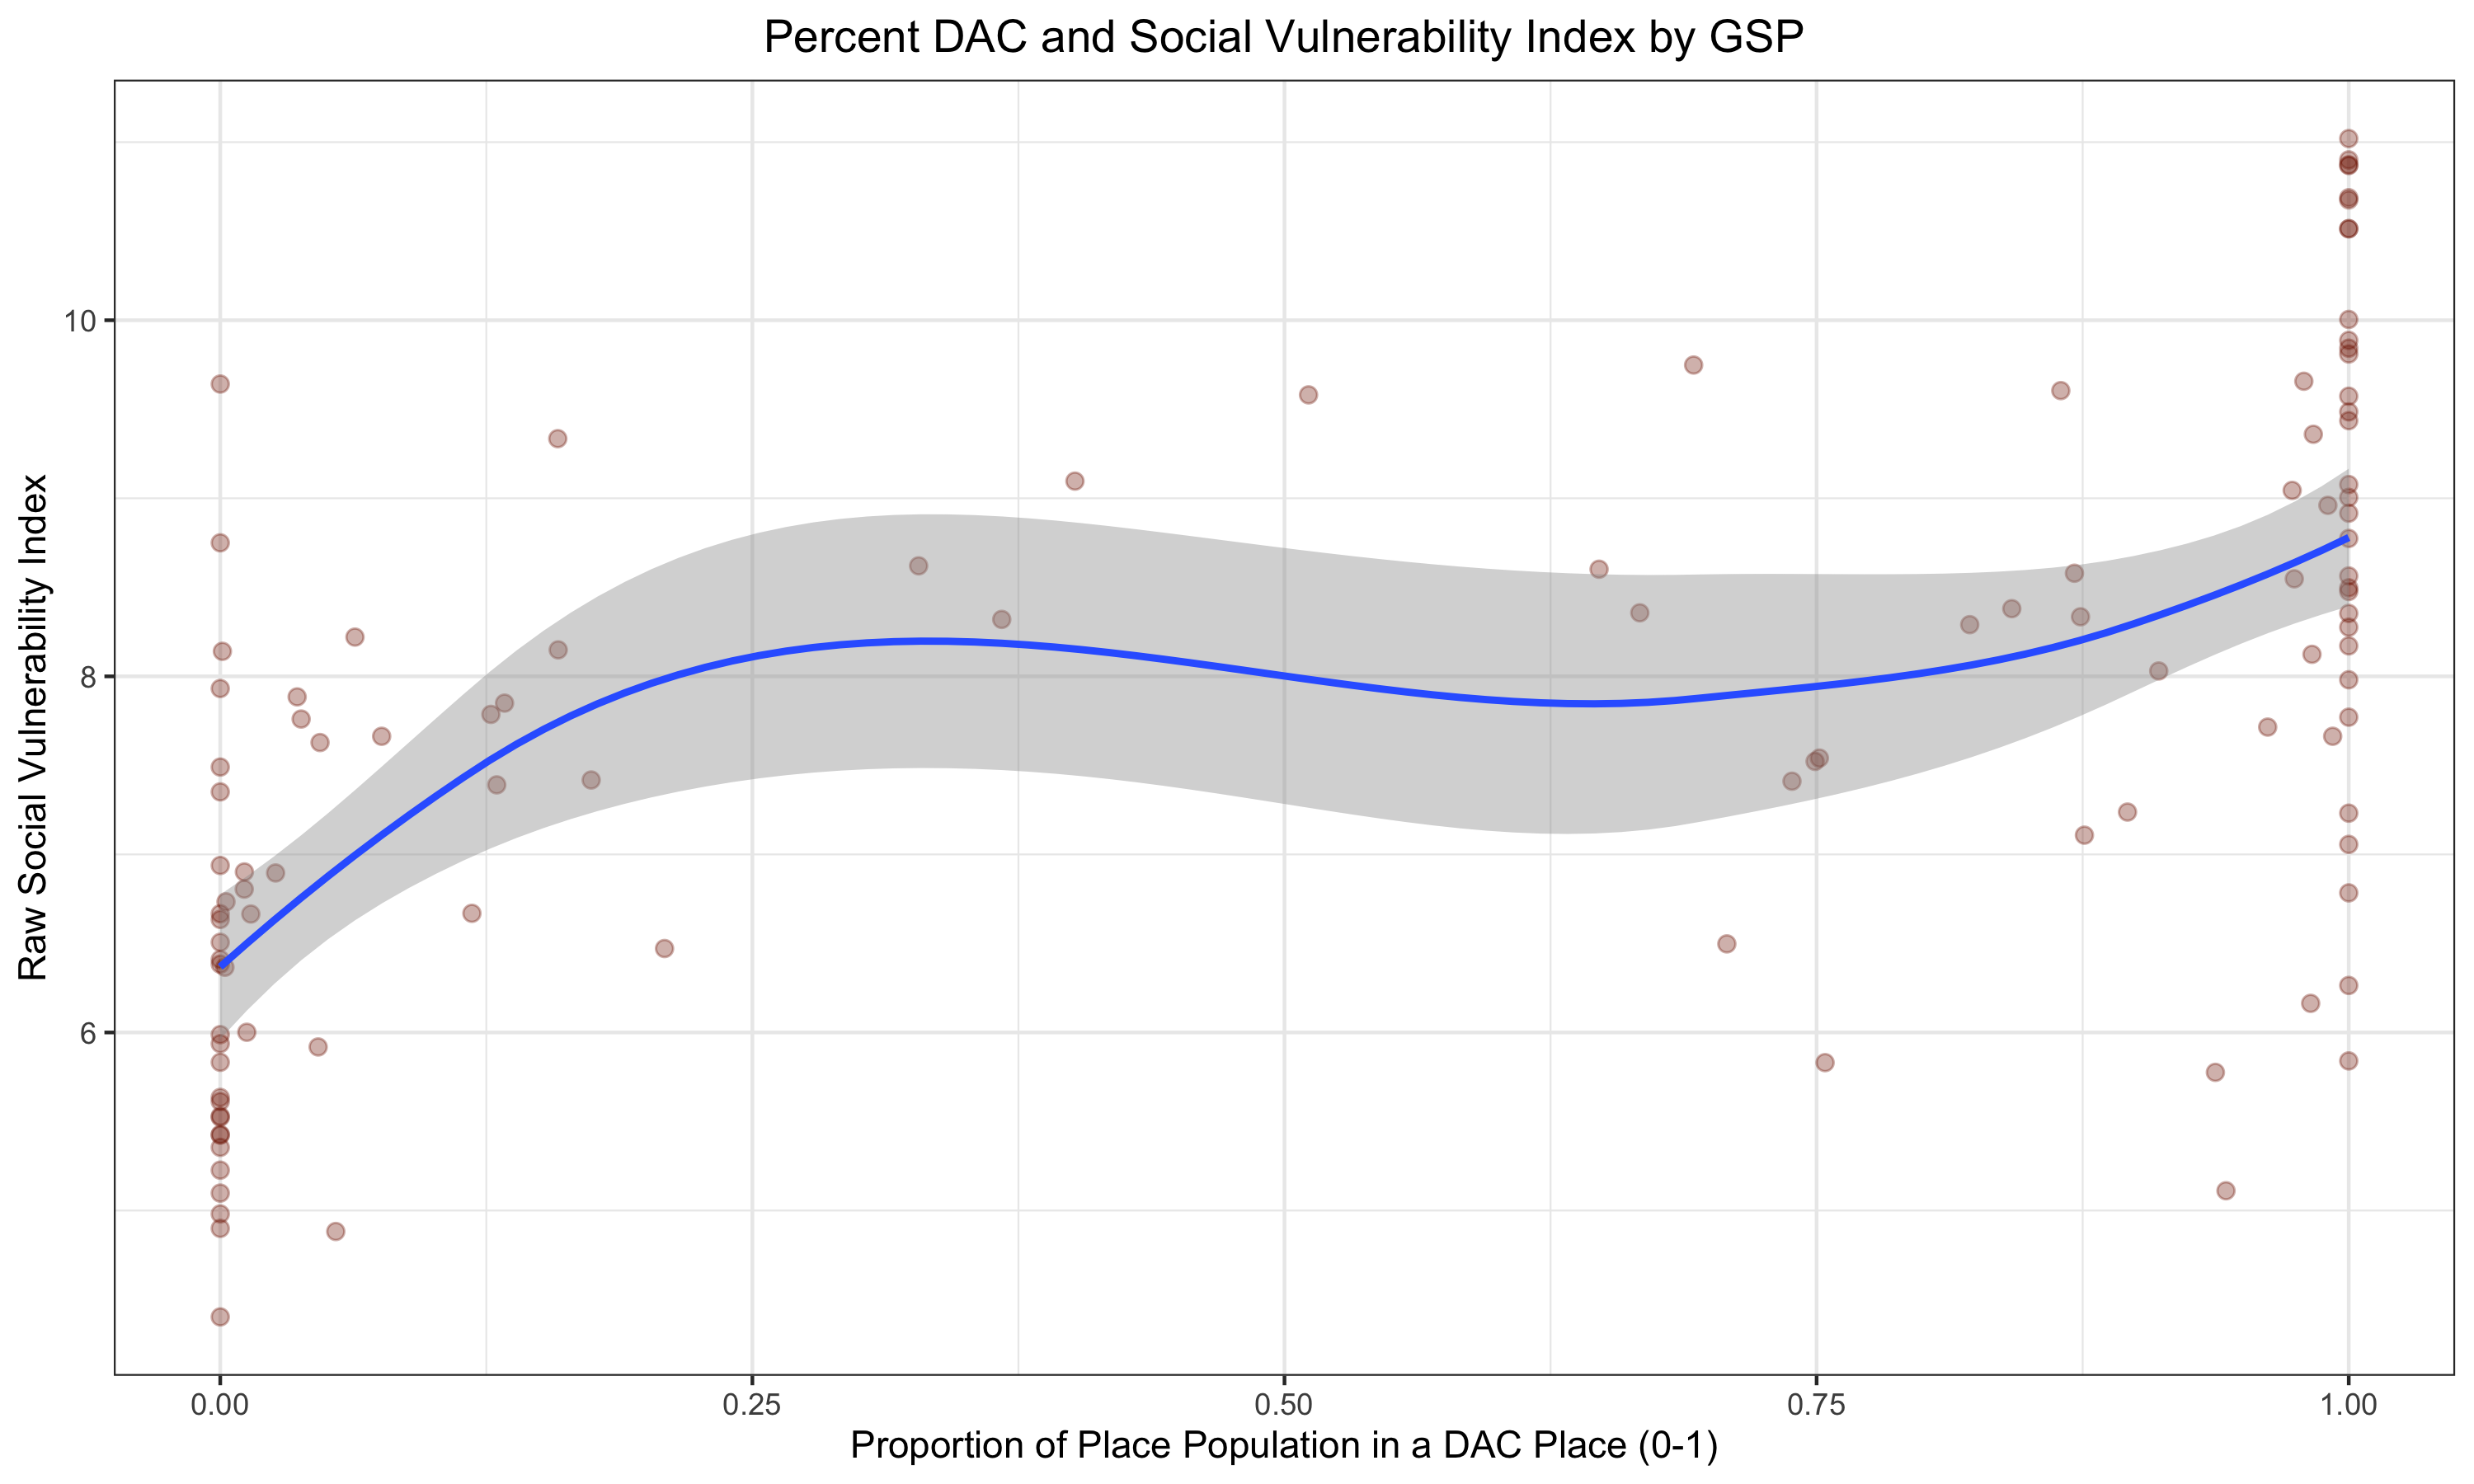 Percent DAC and Social Vulnerability Index by GSP
Raw Social Vulnerability Index
10
8
6
0.00
0.25
0.50
0.75
1.00
Proportion of Place Population in a DAC Place (0-1)